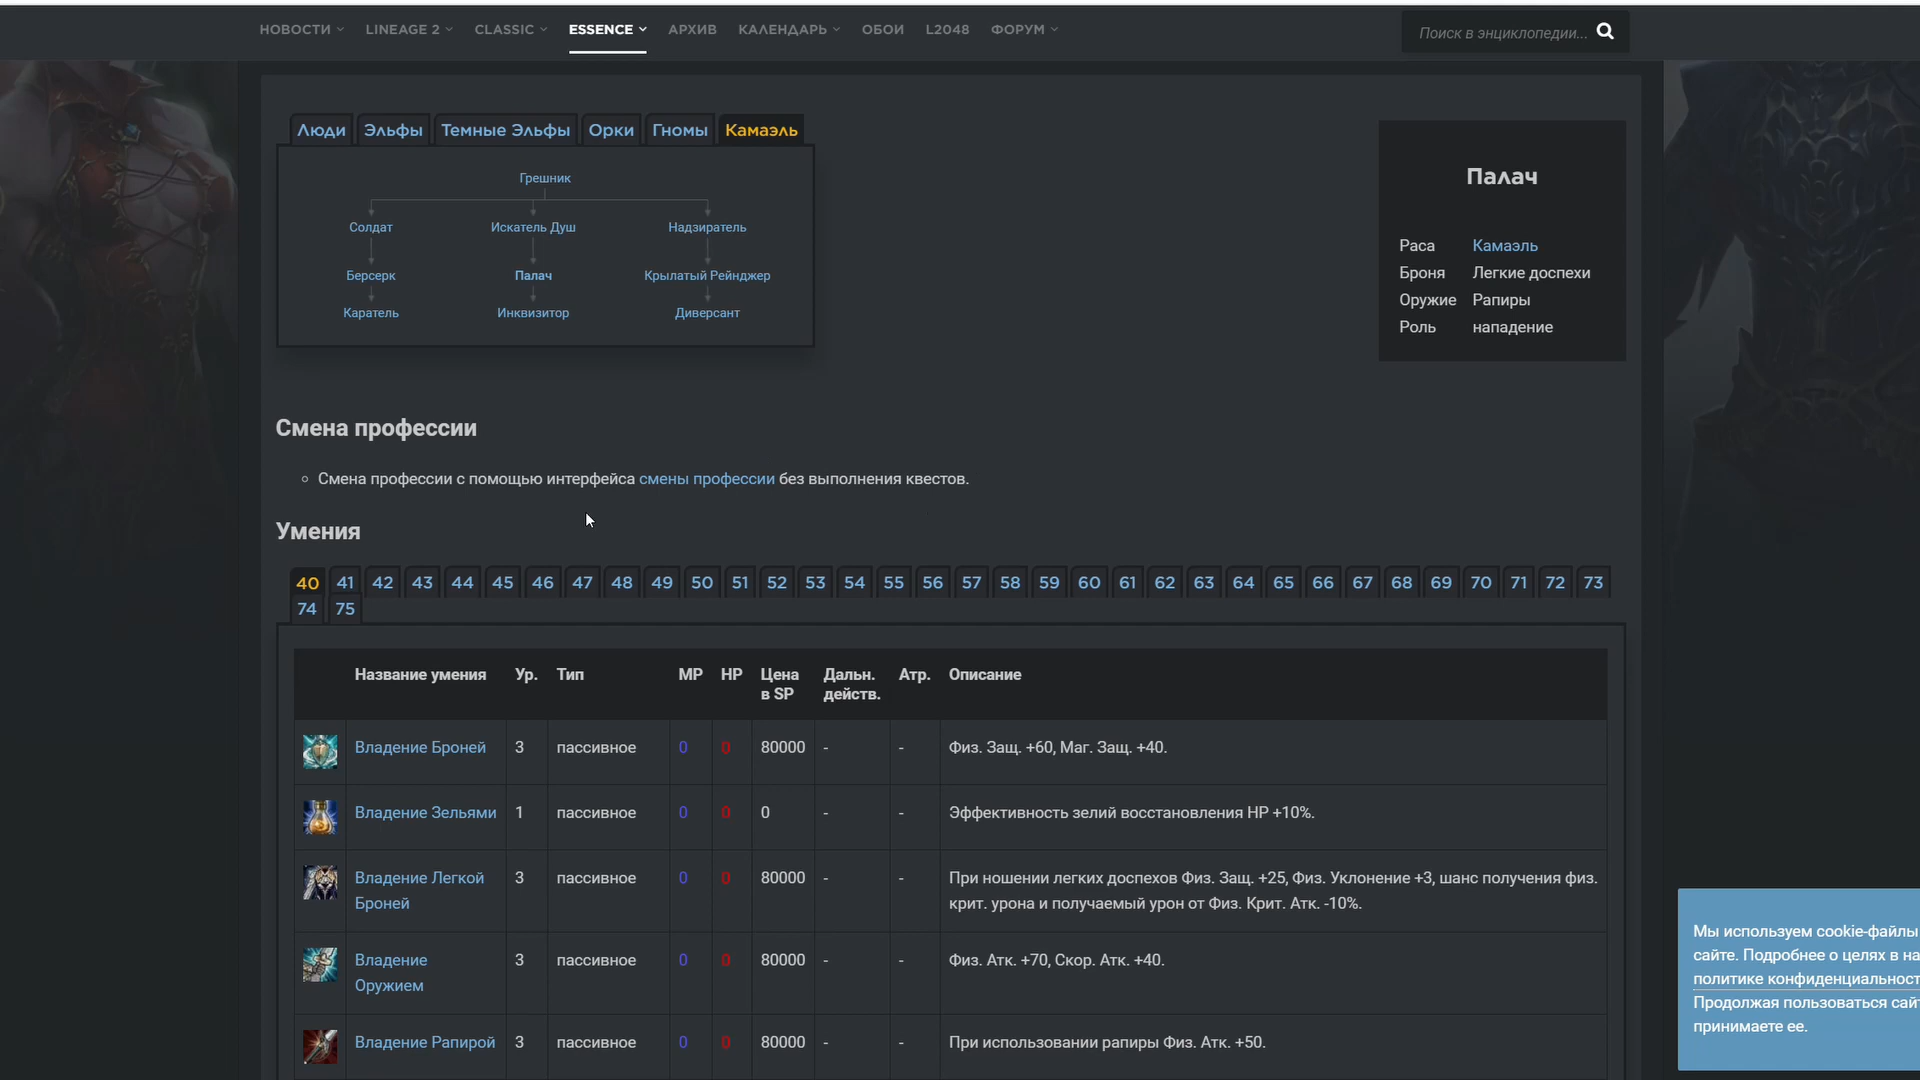 НОВОСТИ LINEAGE 2 CLASSIC ESSENCE АРХИВ КАЛЕНДАРЬ ОБОИ L2048 ФОРУМ
Поиск в энциклопедии...
Люди Эльфы Темные Эльфы Орки Гномы Камаэль
Грешник
Солдат Искатель Душ Надзиратель
Берсерк Палач Крылатый Рейнджер
Каратель Инквизитор Диверсант
Палач
Раса Камаэль
Броня Легкие доспехи
Оружие Рапиры
Роль нападение
Смена профессии
Смена профессии с помощью интерфейса смены профессии без выполнения квестов.
Умения
40 41 42 43 44 45 46 47 48 49 50 51 52 53 54 55 56 57 58 59 60 61 62 63 64 65 66 67 68 69 70 71 72 73
74 75
Название умения Ур. Тип MP HP Цена Дальн. Атр. Описание
в SP действ.
Владение Броней 3 пассивное 0 0 80000 - - Физ. Защ. +60, Маг. Защ. +40.
Владение Зельями 1 пассивное 0 0 0 - - Эффективность зелий восстановления HP +10%.
Владение Легкой 3 пассивное 0 0 80000 - - При ношении легких доспехов Физ. Защ. +25, Физ. Уклонение +3, шанс получения физ.
Броней крит. урона и получаемый урон от Физ. Крит. Атк. -10%.
Владение 3 пассивное 0 0 80000 - - Физ. Атк. +70, Скор. Атк. +40.
Оружием
Владение Рапирой 3 пассивное 0 0 80000 - - При использовании рапиры Физ. Атк. +50.
Мы используем cookie-файлы
сайте. Подробнее о целях в на
политике конфиденциальност
Продолжая пользоваться сайт
принимаете ее.